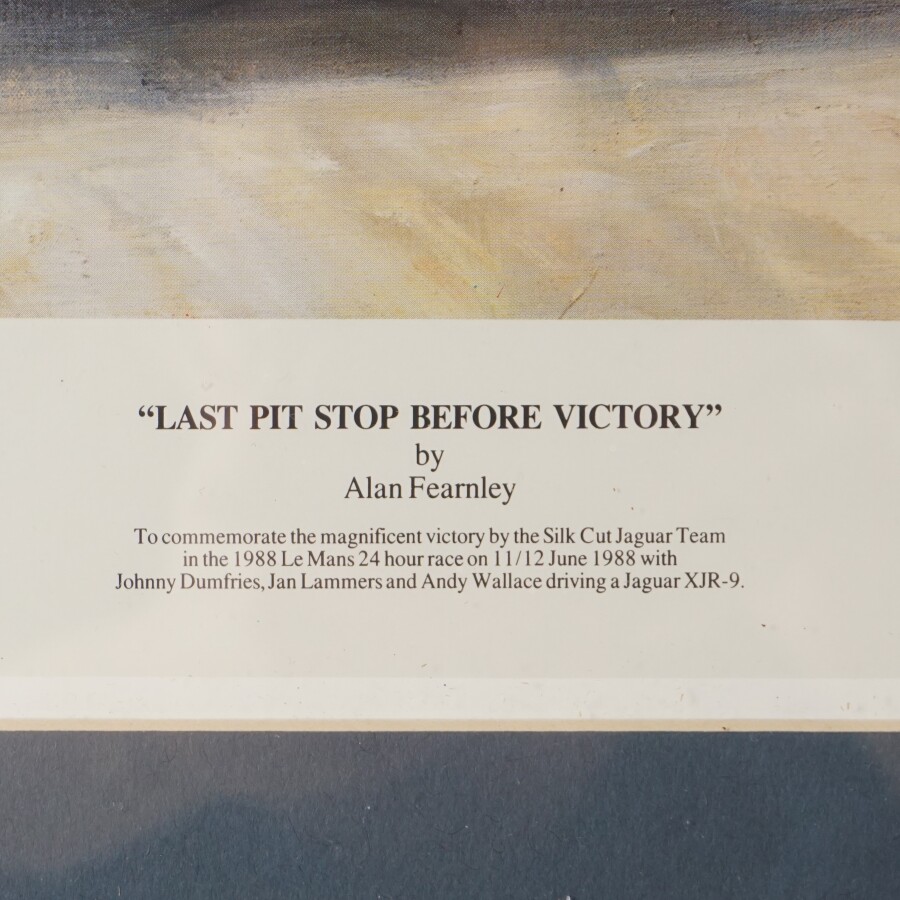 “LAST PIT STOP BEFORE VICTORY”
by
Alan Fearnley
To commemorate the magnificent victory by the Silk Cut Jaguar Team
in the 1988 Le Mans 24 hour race on 11/12 June 1988 with
Johnny Dumfries, Jan Lammers and Andy Wallace driving a Jaguar XJR-9.